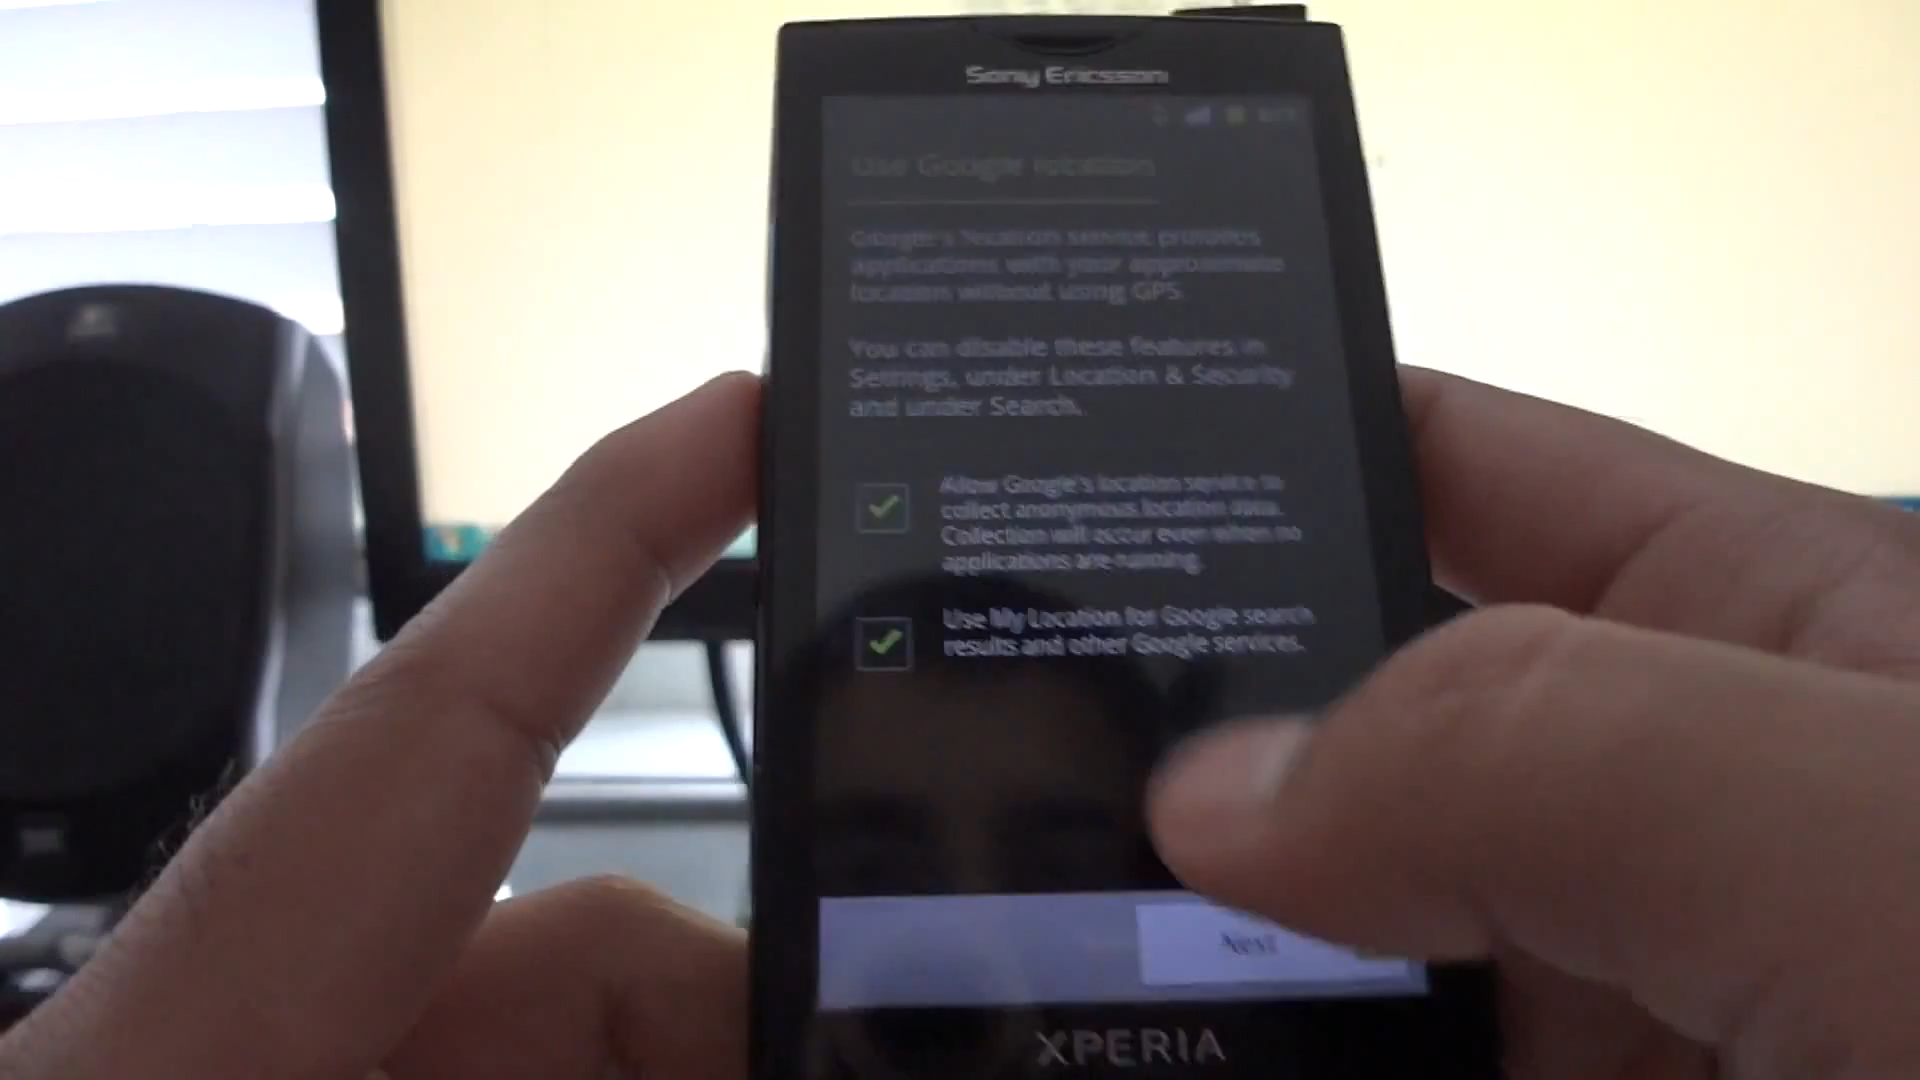 Sony Ericsson
Use Google location
Google's location service provides
applications with your approximate
location without using GPS.
You can disable these features in
Settings, under Location & Security
and under Search.
Allow Google's location service to
collect anonymous location data.
Collection will occur even when no
applications are running.
Use My Location for Google search
results and other Google services.
Next
XPERIA